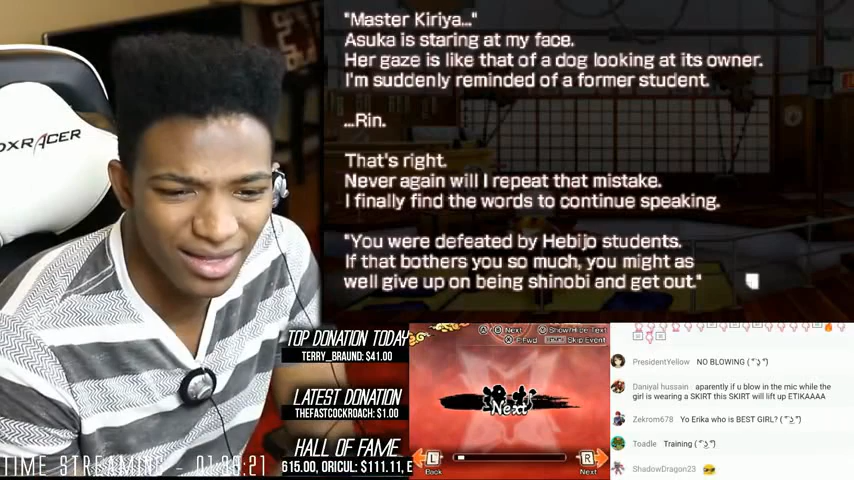 "Master Kiriya..."
Asuka is staring at my face.
Her gaze is like that of a dog looking at its owner.
I'm suddenly reminded of a former student.
...Rin.
That's right.
Never again will I repeat that mistake.
I finally find the words to continue speaking.
"You were defeated by Hebijo students.
If that bothers you so much, you might as
well give up on being shinobi and get out."
DXRACER
TOP DONATION TODAY
TERRY_BRAUND: $41.00
LATEST DONATION
THEFASTCOCKROACH: $1.00
HALL OF FAME
615.00, ORICUL: $111.11, E
TIME STREAMING -
Next
Show/Hide Text
F.Fwd
Skip Event
Next
L
Back
R
Next
PresidentYellow NO BLOWING ( ͡° ͜ʖ ͡°)
Daniyal hussain apparently if u blow in the mic while the
girl is wearing a SKIRT this SKIRT will lift up ETIKAAAA
Zekrom678 Yo Erika who is BEST GIRL? ( ͡° ͜ʖ ͡°)
Toadle Training ( ͡° ͜ʖ ͡°)
ShadowDragon23